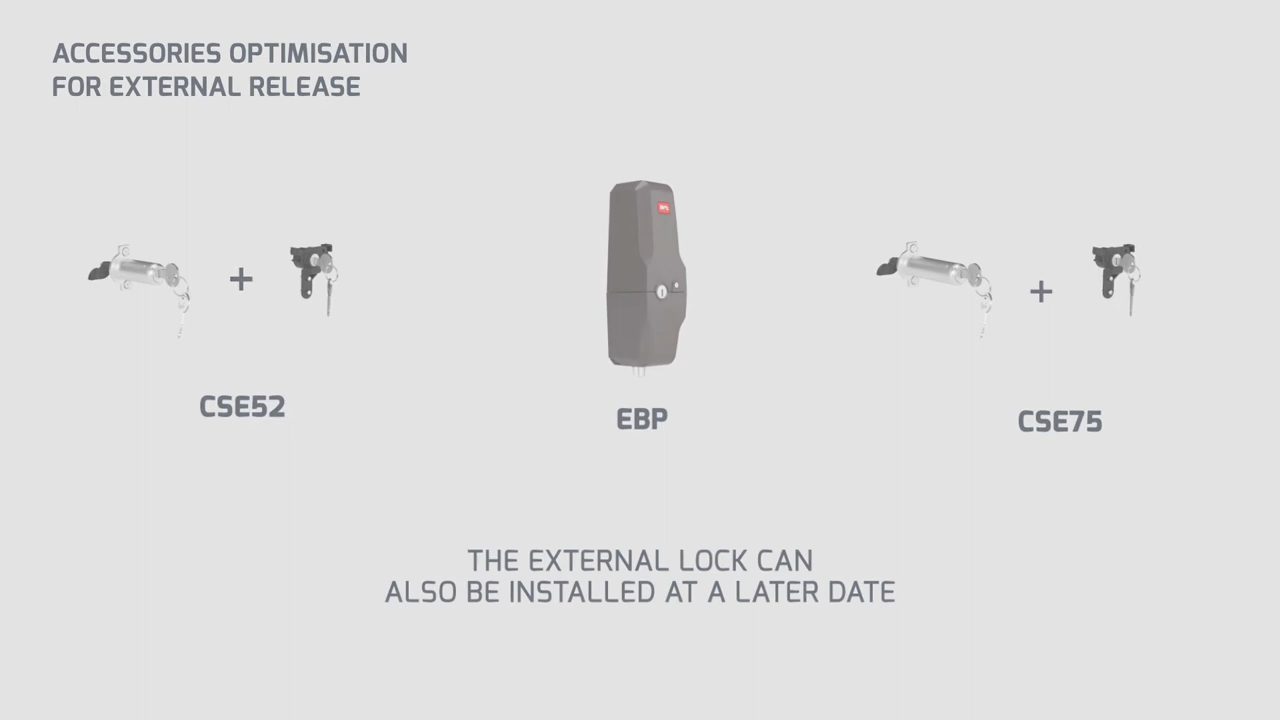 ACCESSORIES OPTIMISATION
FOR EXTERNAL RELEASE
+
+
CSE52
EBP
CSE75
THE EXTERNAL LOCK CAN
ALSO BE INSTALLED AT A LATER DATE